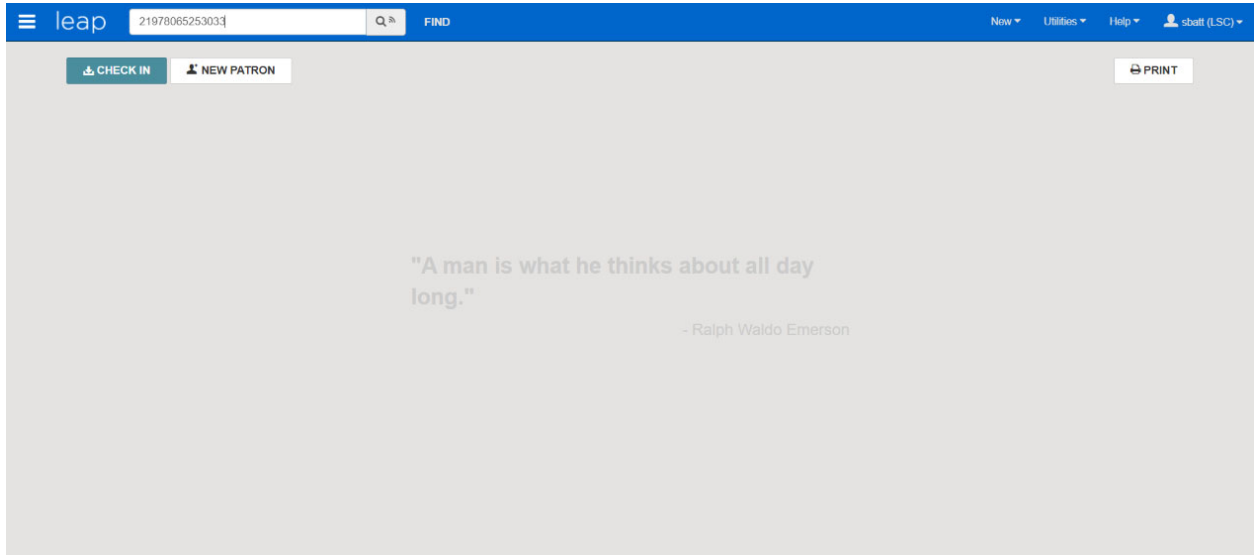 leap 21978065253033 FIND New Utilities Help sbatt (LSC)
CHECK IN NEW PATRON PRINT
"A man is what he thinks about all day
long."
- Ralph Waldo Emerson